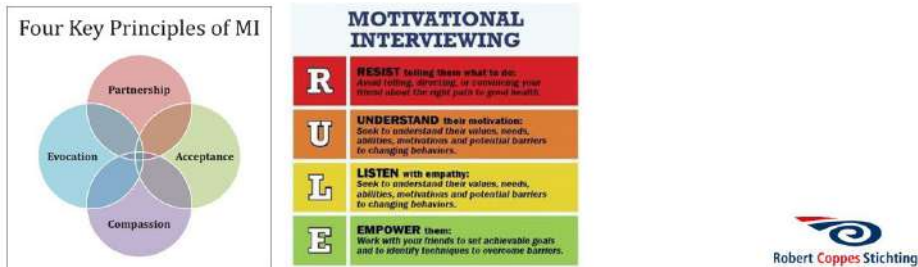 Four Key Principles of MI
Partnership
Evocation
Acceptance
Compassion
MOTIVATIONAL
INTERVIEWING
R
RESIST telling them what to do:
Avoid telling, directing, or convincing your
friend about the right path to good health.
U
UNDERSTAND their motivation:
Seek to understand their values, needs,
abilities, motivations and potential barriers
to changing behaviors.
L
LISTEN with empathy:
Seek to understand their values, needs,
abilities, motivations and potential barriers
to changing behaviors.
E
EMPOWER them:
Work with your friends to set achievable goals
and to identify techniques to overcome barriers.
Robert Coppes Stichting